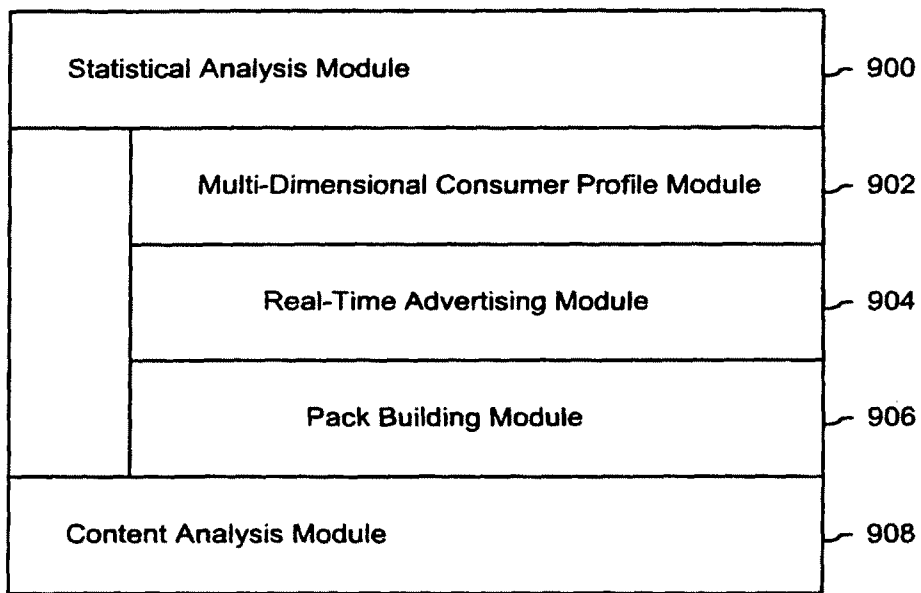 Statistical Analysis Module 900
Multi-Dimensional Consumer Profile Module 902
Real-Time Advertising Module 904
Pack Building Module 906
Content Analysis Module 908